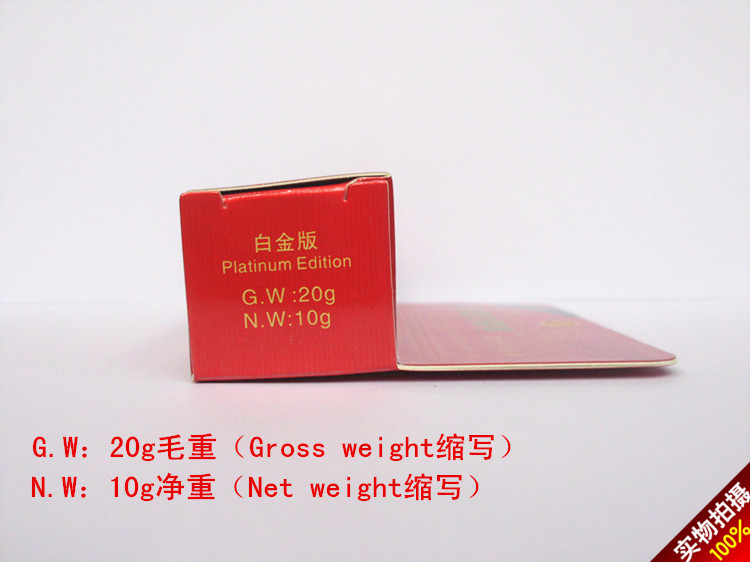 白金版
Platinum Edition
G.W:20g
N.W:10g
G.W: 20g毛重（Gross weight缩写）
N.W: 10g净重（Net weight缩写）
实物拍摄
100%